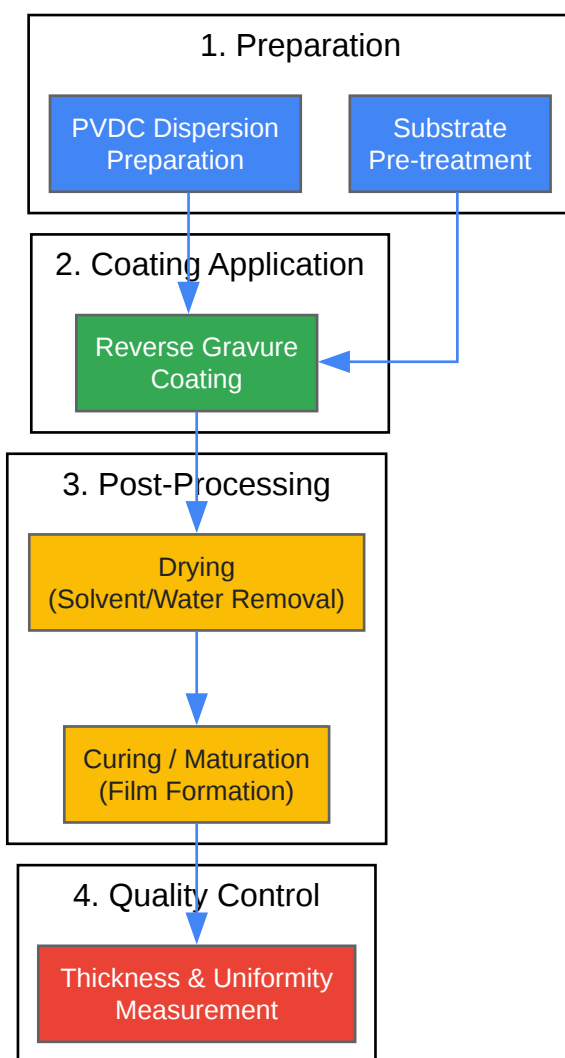 1. Preparation
PVDC Dispersion
Preparation
Substrate
Pre-treatment
2. Coating Application
Reverse Gravure
Coating
3. Post-Processing
Drying
(Solvent/Water Removal)
Curing / Maturation
(Film Formation)
4. Quality Control
Thickness & Uniformity
Measurement